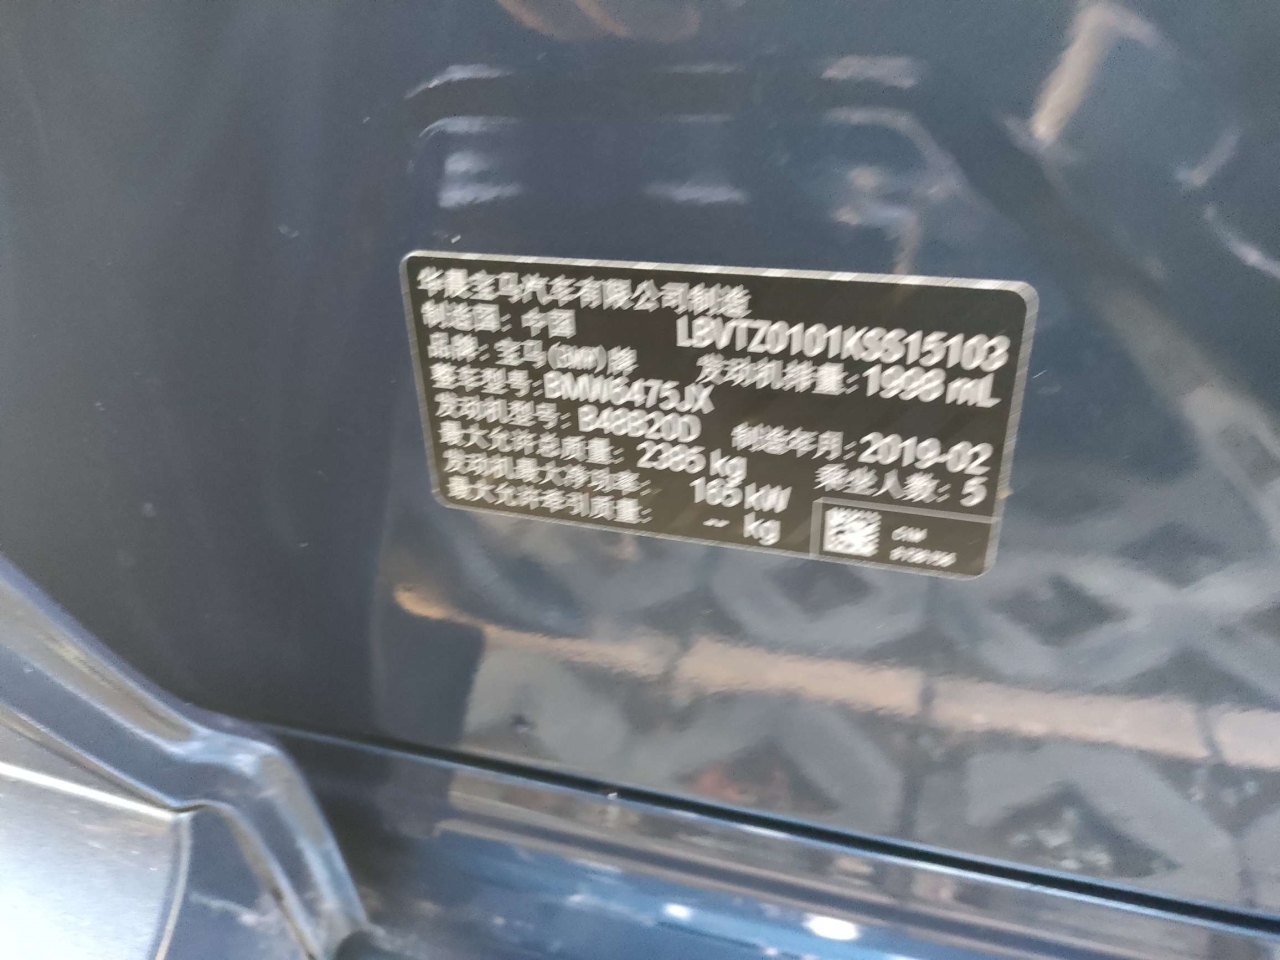 华晨宝马汽车有限公司制造
制造国：中国 LBVTZ0101KSS15103
品牌：宝马(BMW)牌 发动机排量：1998 mL
整车型号：BMW6475JX
发动机型号：B48B20D 制造年月：2019-02
最大允许总质量：2385 kg 乘坐人数：5
发动机最大净功率：165 kW
最大允许牵引质量：-- kg